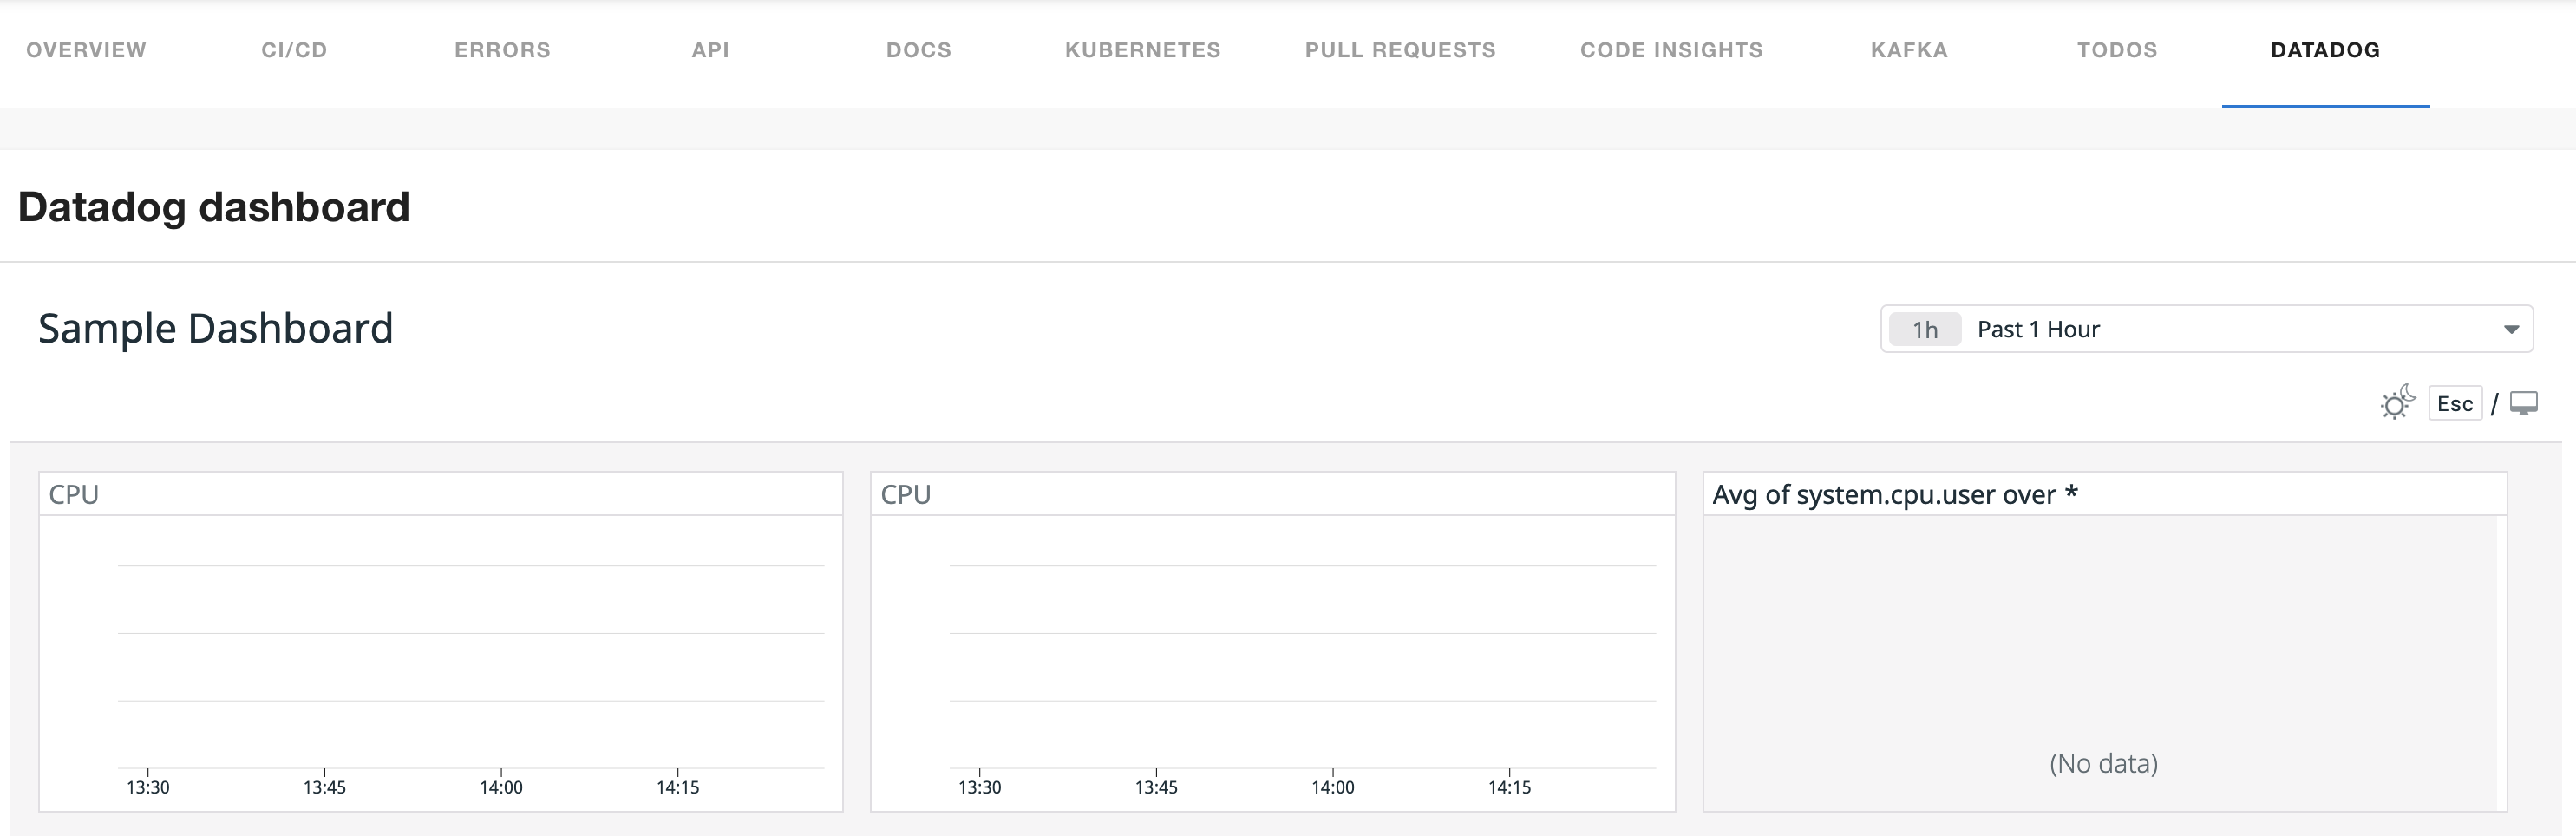 OVERVIEW CI/CD ERRORS API DOCS KUBERNETES PULL REQUESTS CODE INSIGHTS KAFKA TODOS DATADOG
Datadog dashboard
Sample Dashboard
1h Past 1 Hour
Esc /
CPU
13:30 13:45 14:00 14:15
CPU
13:30 13:45 14:00 14:15
Avg of system.cpu.user over *
(No data)